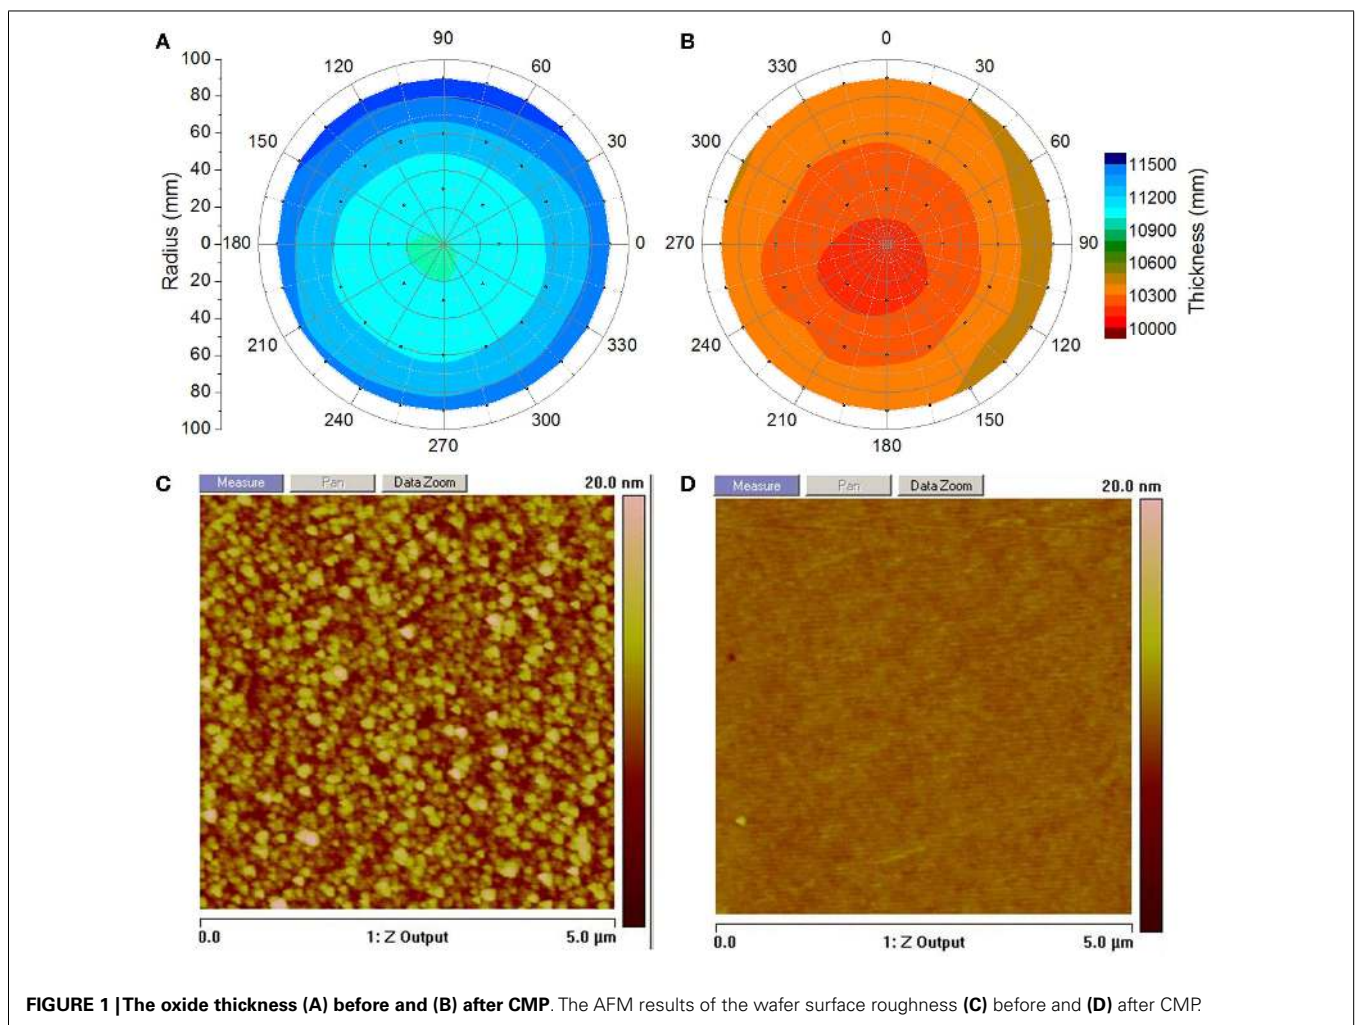 A
B
90
120
60
150
30
180
0
210
330
240
300
270
100
80
60
40
20
0
20
40
60
80
100
Radius (mm)
0
330
30
300
60
270
90
240
120
210
150
180
11500
11200
10900
10600
10300
10000
Thickness (mm)
C
Measure
Pan
Data Zoom
20.0 nm
0.0
1: Z Output
5.0 µm
D
Measure
Pan
Data Zoom
20.0 nm
0.0
1: Z Output
5.0 µm
FIGURE 1 | The oxide thickness (A) before and (B) after CMP. The AFM results of the wafer surface roughness (C) before and (D) after CMP.